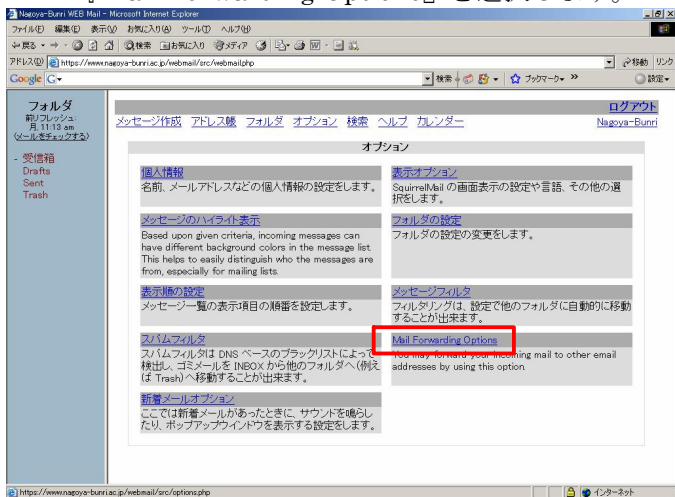 『Mail Forwarding Options』
Nagoya-Bunri WEB Mail - Microsoft Internet Explorer
ファイル(F) 編集(E) 表示(V) お気に入り(A) ツール(T) ヘルプ(H)
戻る 検索 お気に入り メディア
アドレス(D) https://www.nagoya-bunri.ac.jp/webmail/src/webmail.php 移動 リンク
Google G 検索 ブックマーク >> 設定
フォルダ
前リフレッシュ:
月, 11:13 am
(メールをチェックする)
- 受信箱
Drafts
Sent
Trash
ログアウト
メッセージ作成 アドレス帳 フォルダ オプション 検索 ヘルプ カレンダー Nagoya-Bunri
オプション
個人情報
名前、メールアドレスなどの個人情報の設定をします。
表示オプション
SquirrelMail の画面表示の設定や言語、その他の選
択をします。
メッセージのハイライト表示
Based upon given criteria, incoming messages can
have different background colors in the message list.
This helps to easily distinguish who the messages are
from, especially for mailing lists.
フォルダの設定
フォルダの設定の変更をします。
表示順の設定
メッセージ一覧の表示項目の順番を設定します。
メッセージフィルタ
フィルタリングは、設定で他のフォルダに自動的に移動
することが出来ます。
スパムフィルタ
スパムフィルタは DNS ベースのブラックリストによって
検出し、ゴミメールを INBOX から他のフォルダへ(例え
ば Trash)へ移動することが出来ます。
Mail Forwarding Options
You may forward your incoming mail to other email
addresses by using this option.
新着メールオプション
ここでは新着メールがあったときに、サウンドを鳴らし
たり、ポップアップウインドウを表示する設定をします。
https://www.nagoya-bunri.ac.jp/webmail/src/options.php インターネット